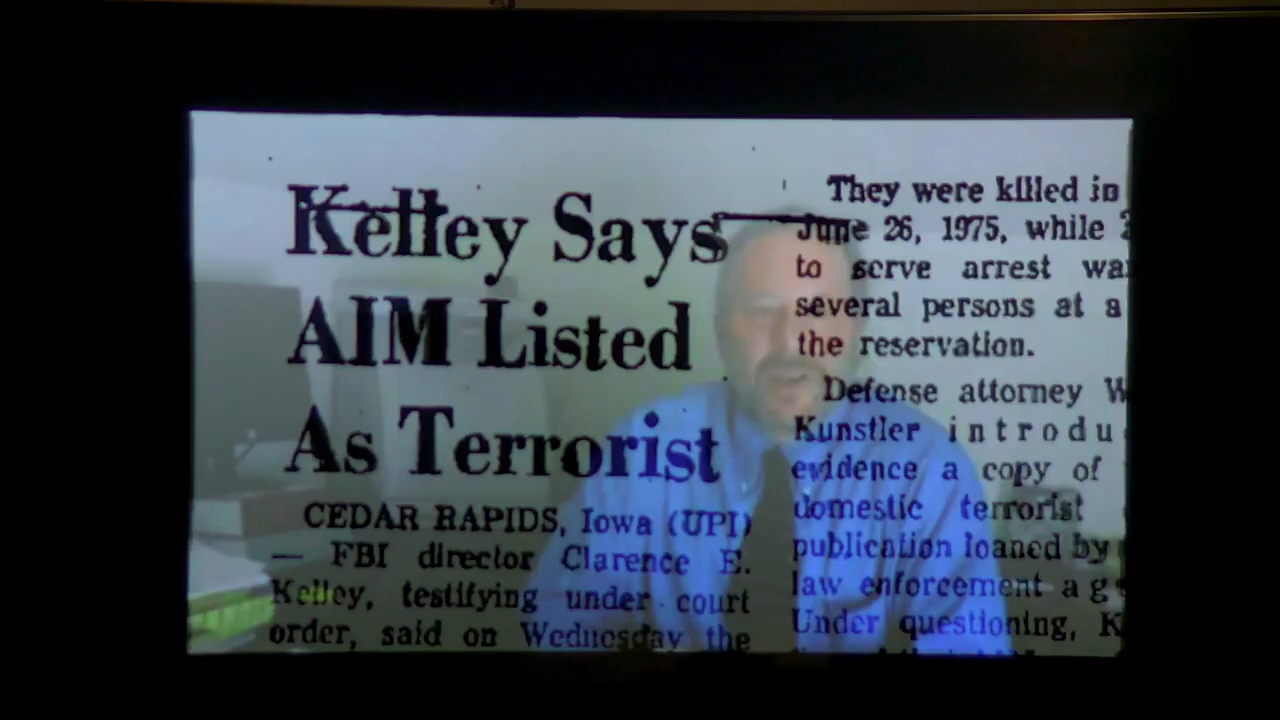 Kelley Says
AIM Listed
As Terrorist
CEDAR RAPIDS, Iowa (UPI)
— FBI director Clarence E.
Kelley, testifying under court
order, said on Wednesday the
They were killed in
June 26, 1975, while
to serve arrest
several persons at a
the reservation.
Defense attorney
Kunstler introdu
evidence a copy of
domestic terrorist
publication loaned by
law enforcement ag
Under questioning, K